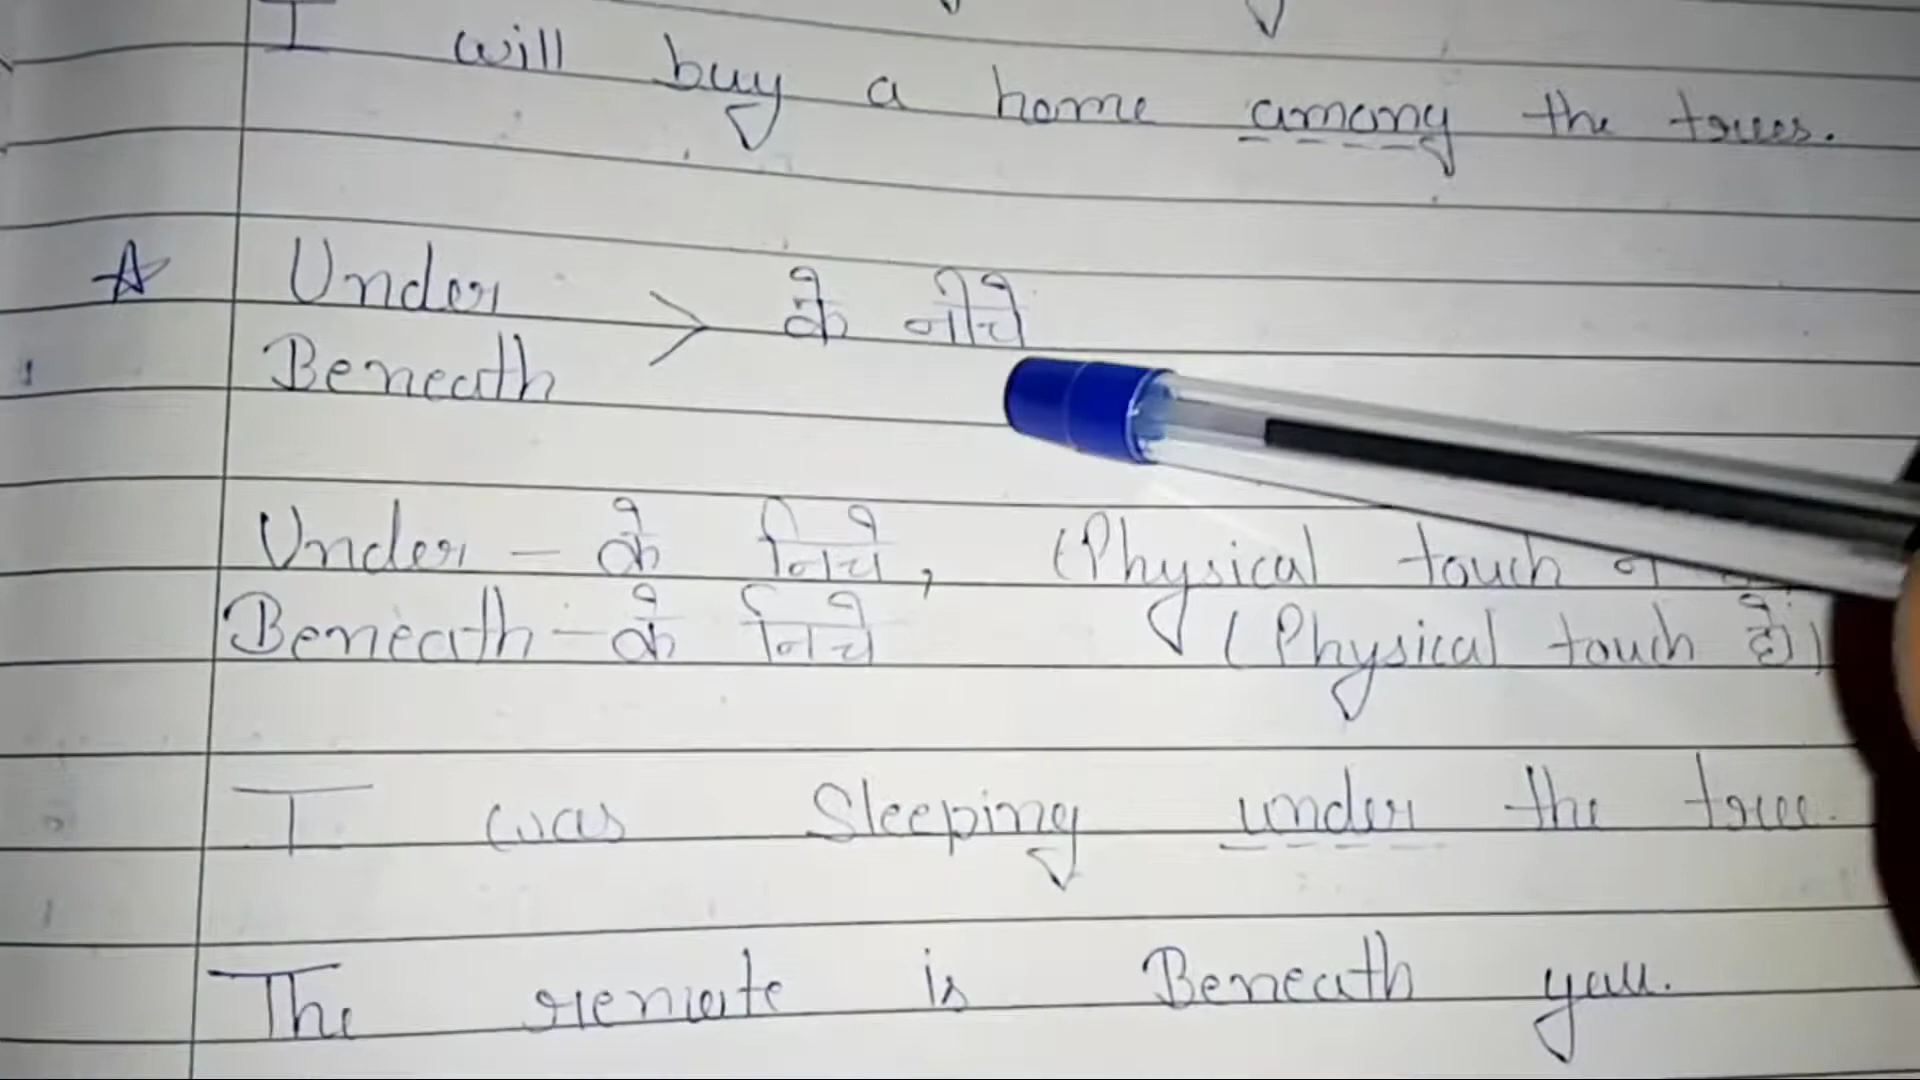 I will buy a home among the trees.
☆ Under
Beneath > के नीचे
Under - के निचे, (Physical touch न
Beneath - के निचे (Physical touch हो)
I was Sleeping under the tree.
The remote is Beneath you.